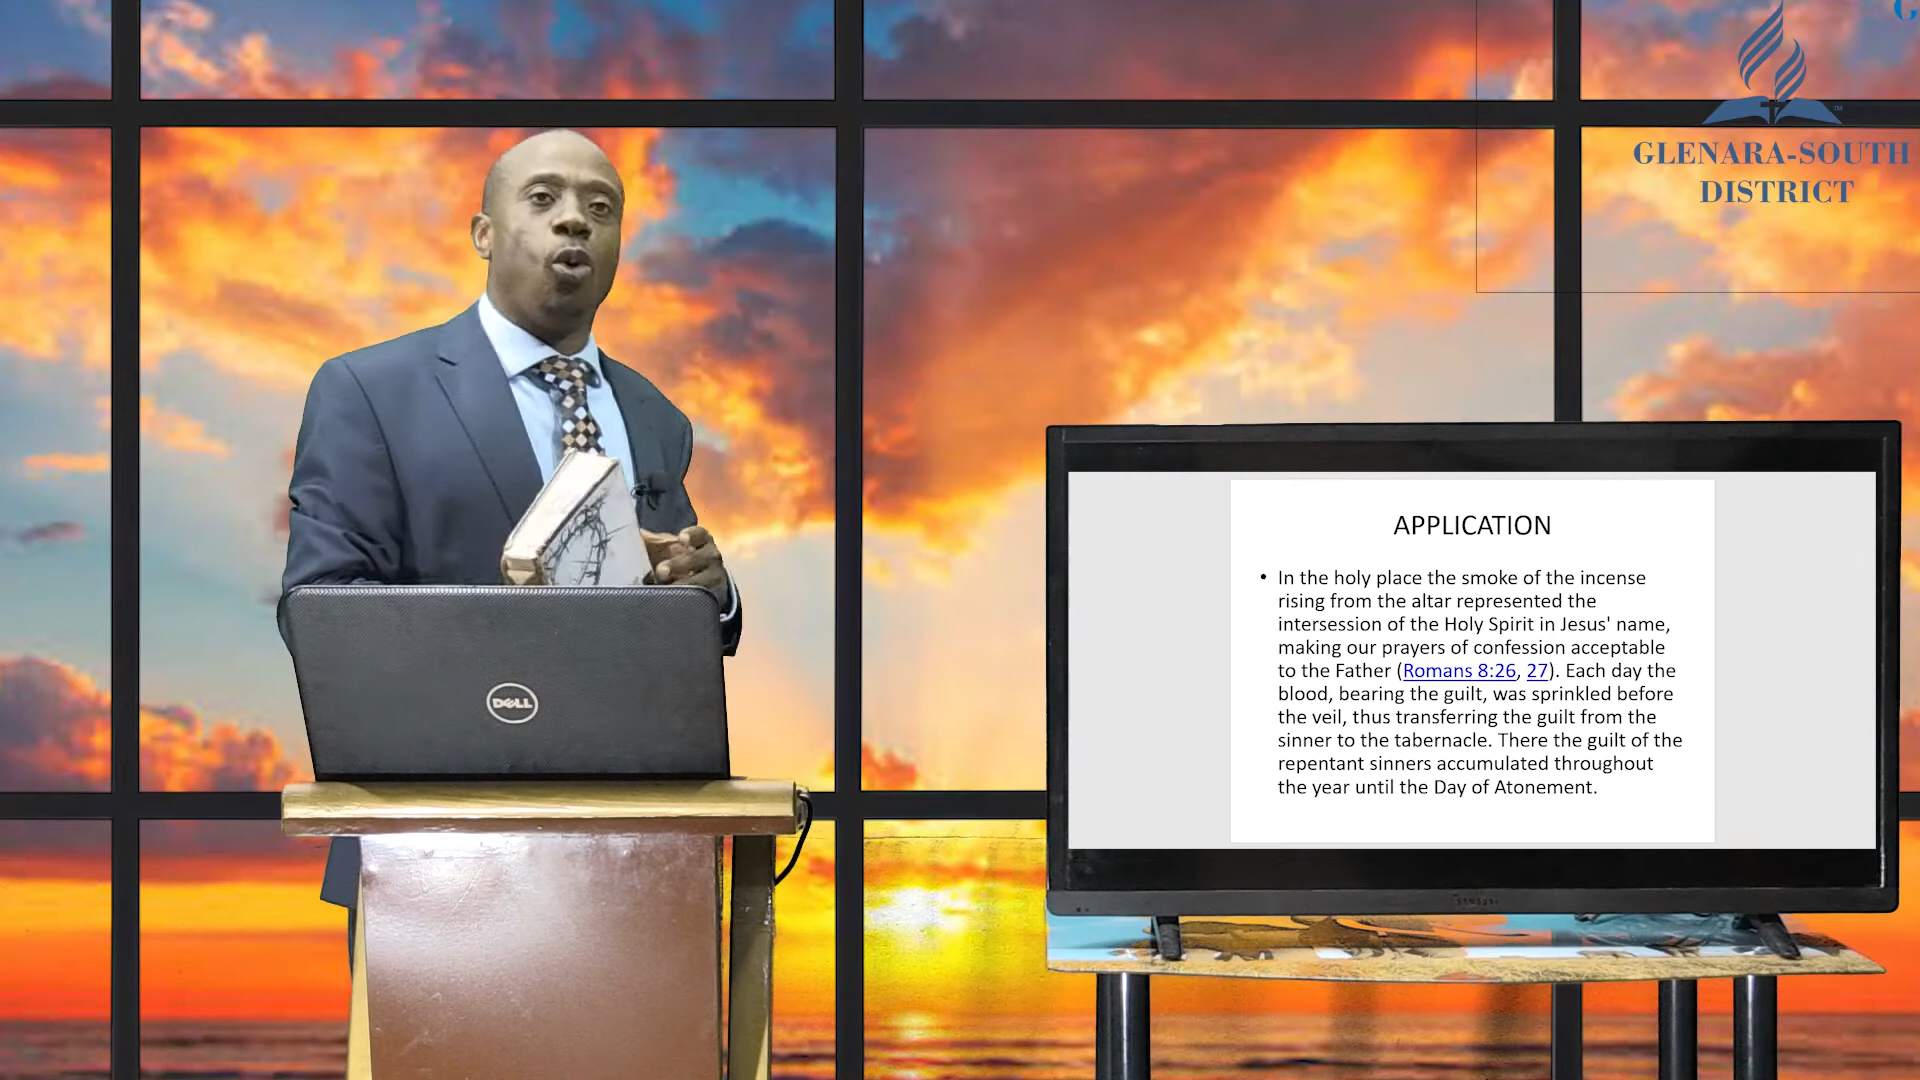 GLENARA-SOUTH
DISTRICT
APPLICATION
• In the holy place the smoke of the incense
rising from the altar represented the
intersession of the Holy Spirit in Jesus' name,
making our prayers of confession acceptable
to the Father (Romans 8:26, 27). Each day the
blood, bearing the guilt, was sprinkled before
the veil, thus transferring the guilt from the
sinner to the tabernacle. There the guilt of the
repentant sinners accumulated throughout
the year until the Day of Atonement.
DELL
SAMSUNG